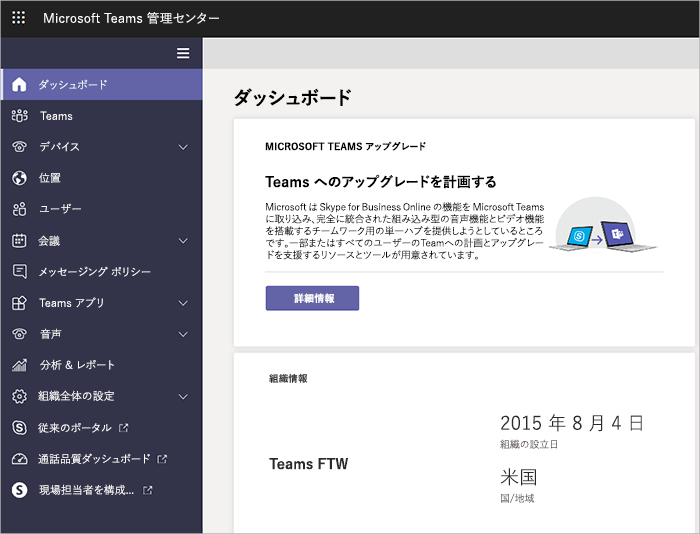 Microsoft Teams 管理センター
ダッシュボード
Teams
デバイス
位置
ユーザー
会議
メッセージング ポリシー
Teams アプリ
音声
分析 & レポート
組織全体の設定
従来のポータル
通話品質ダッシュボード
現場担当者を構成...
ダッシュボード
MICROSOFT TEAMS アップグレード
Teams へのアップグレードを計画する
Microsoft は Skype for Business Online の機能を Microsoft Teams
に取り込み、完全に統合された組み込み型の音声機能とビデオ機能
を搭載するチームワーク用の単一ハブを提供しようとしているところ
です。一部またはすべてのユーザーのTeamへの計画とアップグレー
ドを支援するリソースとツールが用意されています。
詳細情報
組織情報
Teams FTW
2015 年 8 月 4 日
組織の設立日
米国
国/地域